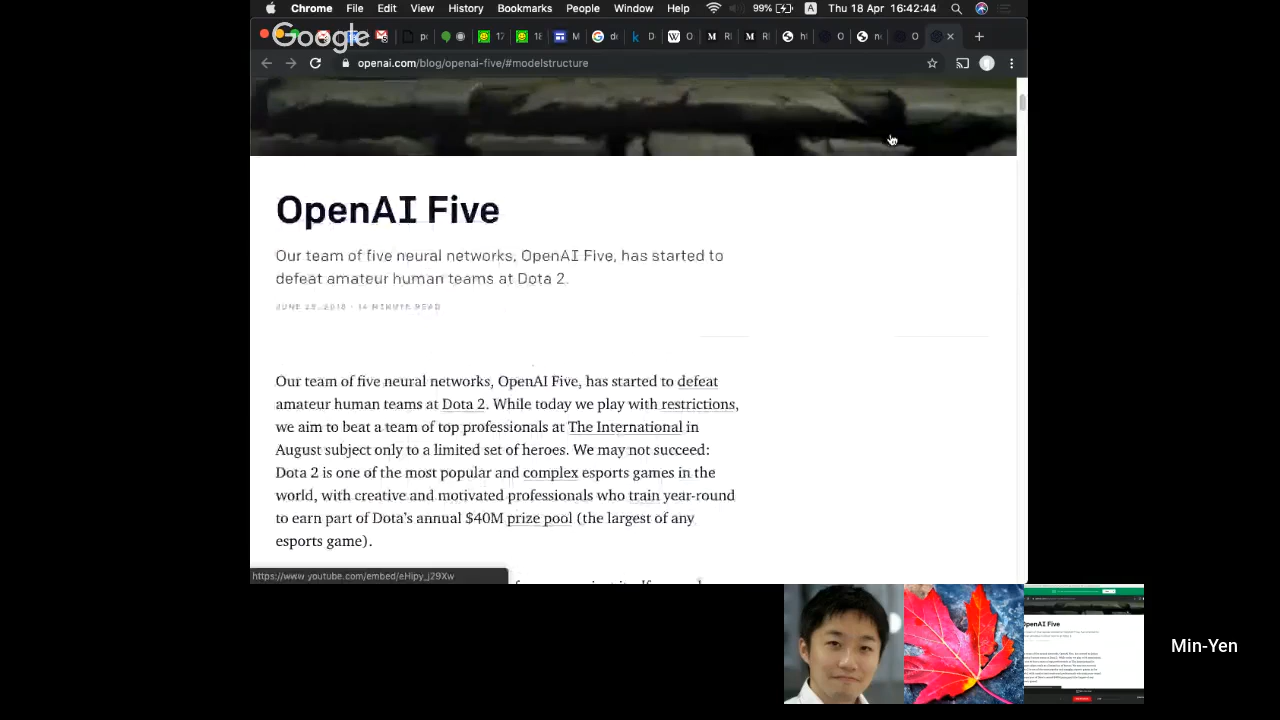 Chrome File Edit View History Bookmarks People Window Help 99% A Thu 18 Apr 16:42:44
Google
openai.com/blog/openai-five/#modelstructure
OpenAI Five
Our team of five neural networks, OpenAI Five, has started to
defeat amateur human teams at Dota 2.
Our team of five neural networks, OpenAI Five, has started to defeat
amateur human teams at Dota 2. While today we play with restrictions,
we aim to beat a team of top professionals at The International in
August subject only to a limited set of heroes. We may not succeed:
Dota 2 is one of the most popular and complex esports games in the
world, with creative and motivated professionals who train year-round
to earn part of Dota's annual $40M prize pool (the largest of any
esports game).
https://www.youtube.com/embed/eHipy_j29Xw
OpenAI Five
Min-Yen